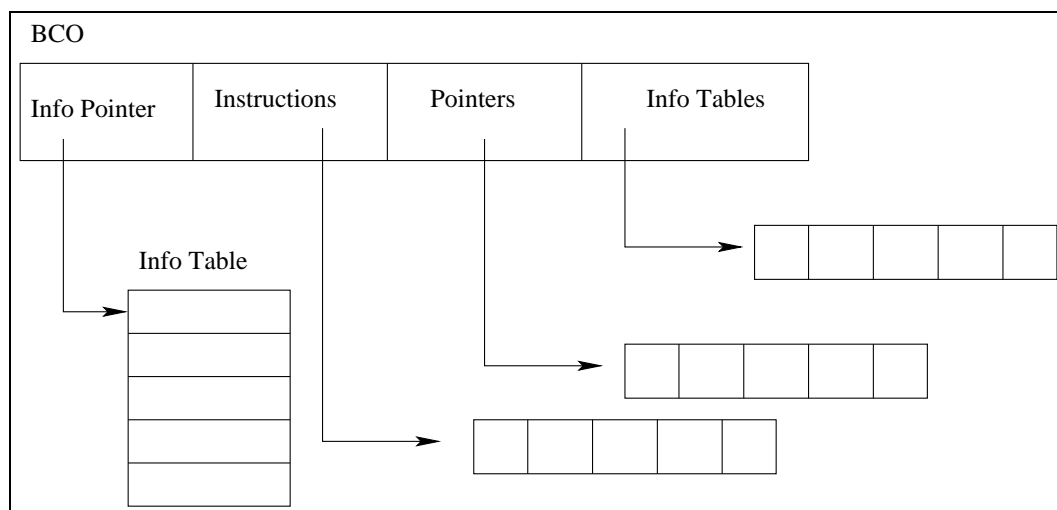 BCO
Info Pointer
Instructions
Pointers
Info Tables
Info Table